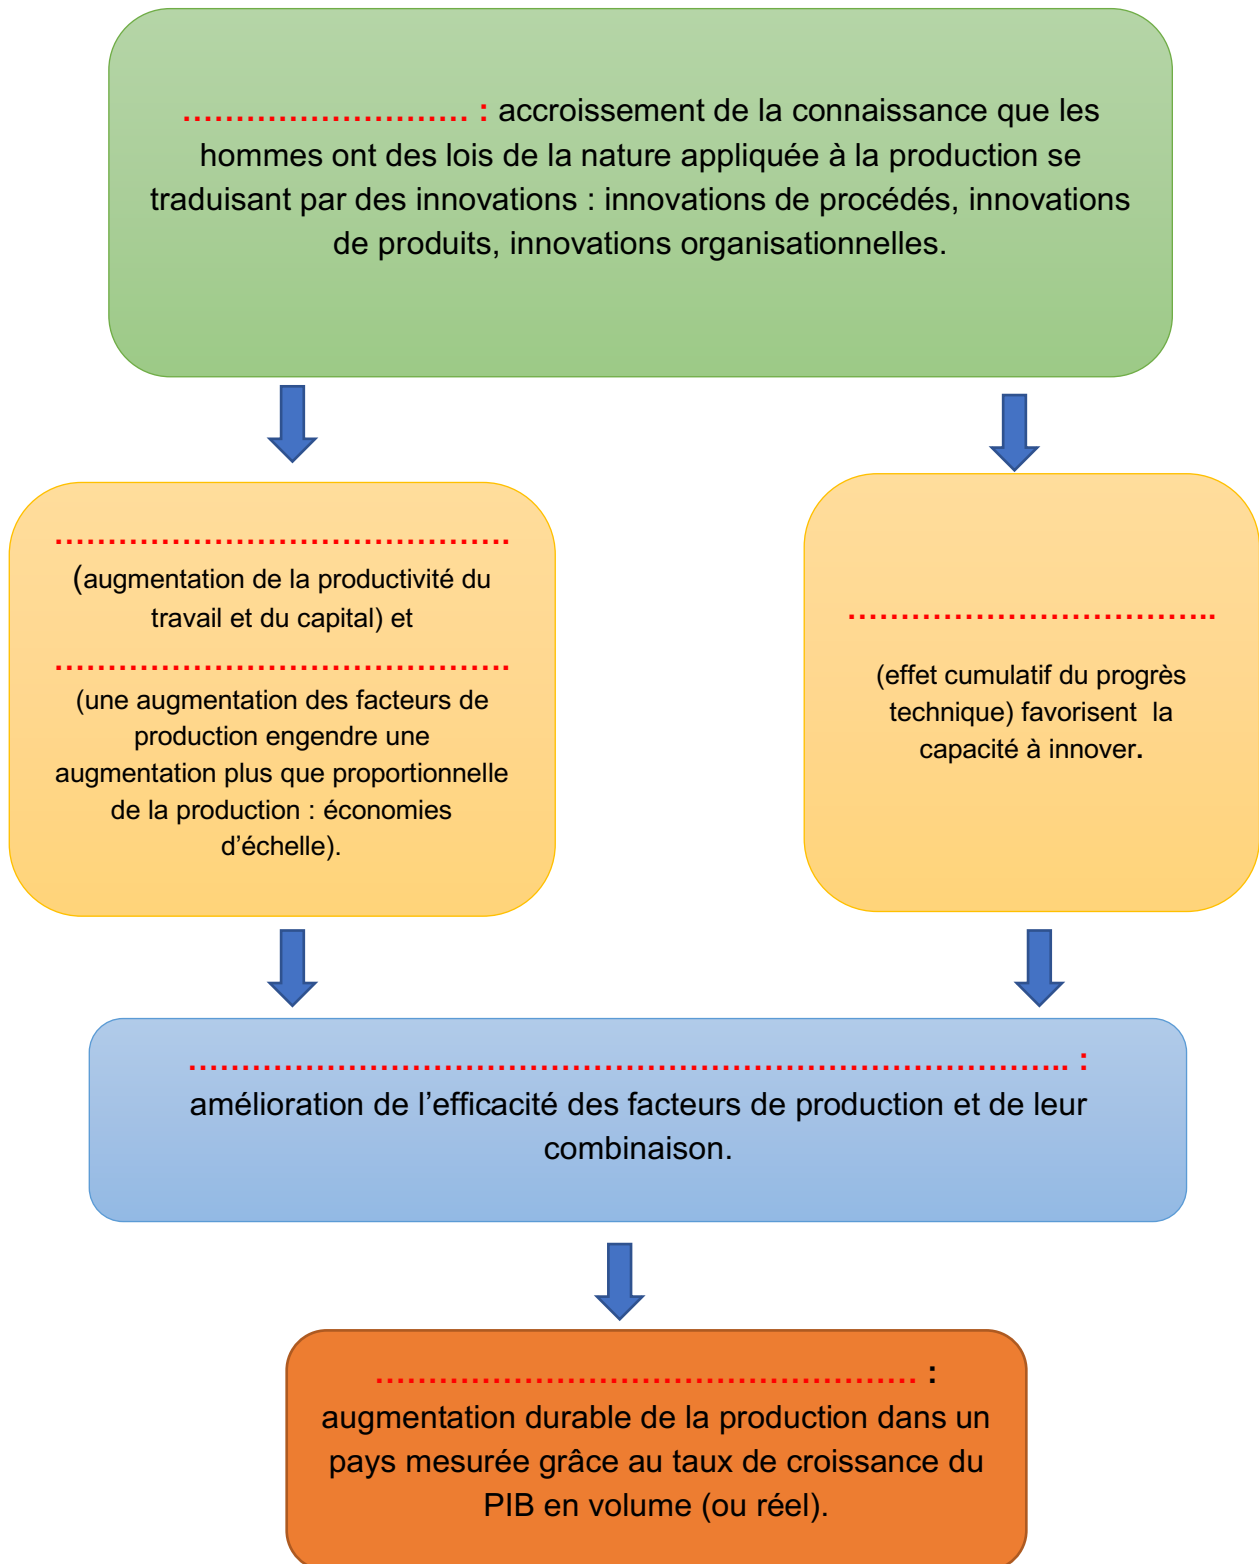 ……………………… : accroissement de la connaissance que les
hommes ont des lois de la nature appliquée à la production se
traduisant par des innovations : innovations de procédés, innovations
de produits, innovations organisationnelles.
…………………………………….
(augmentation de la productivité du
travail et du capital) et
…………………………………….
(une augmentation des facteurs de
production engendre une
augmentation plus que proportionnelle
de la production : économies
d’échelle).
……………………………..
(effet cumulatif du progrès
technique) favorisent  la
capacité à innover.
………………………………………………………………………….. :
amélioration de l’efficacité des facteurs de production et de leur
combinaison.
…………………………………………… :
augmentation durable de la production dans un
pays mesurée grâce au taux de croissance du
PIB en volume (ou réel).